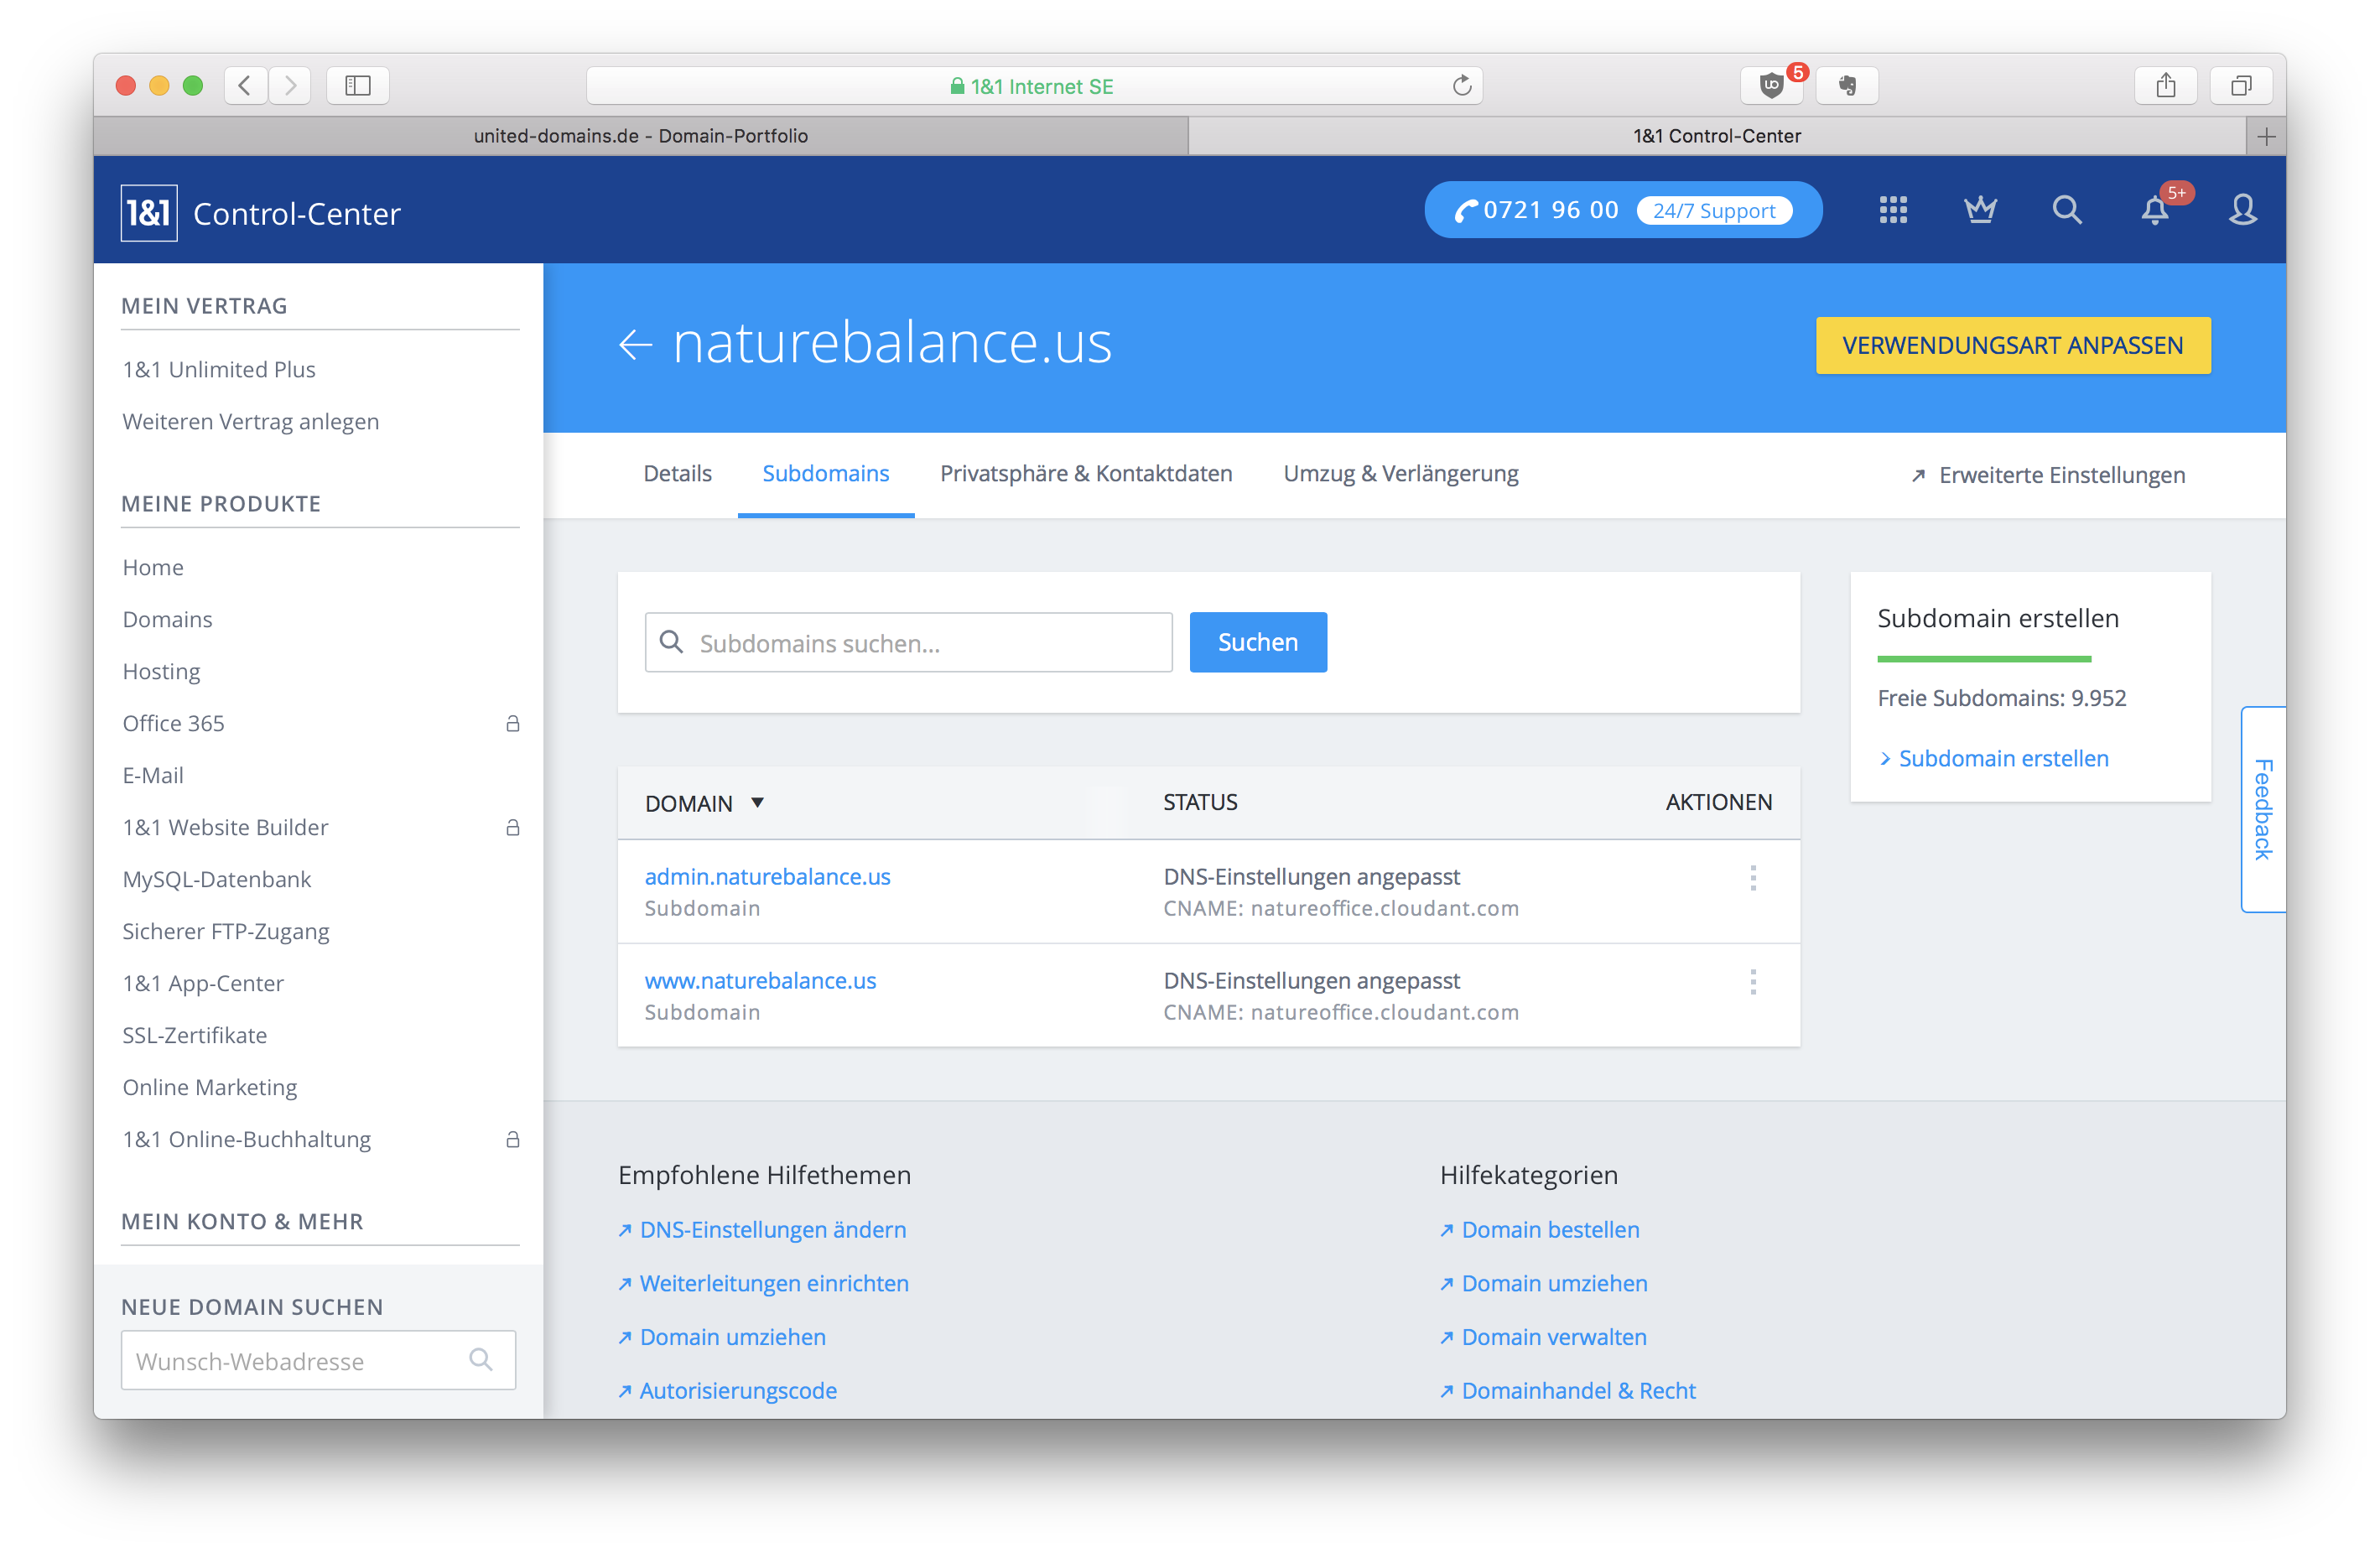 1&1 Internet SE
5
united-domains.de - Domain-Portfolio
1&1 Control-Center
1&1 Control-Center
0721 96 00 24/7 Support
5+
MEIN VERTRAG
1&1 Unlimited Plus
Weiteren Vertrag anlegen
MEINE PRODUKTE
Home
Domains
Hosting
Office 365
E-Mail
1&1 Website Builder
MySQL-Datenbank
Sicherer FTP-Zugang
1&1 App-Center
SSL-Zertifikate
Online Marketing
1&1 Online-Buchhaltung
MEIN KONTO & MEHR
NEUE DOMAIN SUCHEN
Wunsch-Webadresse
← naturebalance.us
VERWENDUNGSART ANPASSEN
Details Subdomains Privatsphäre & Kontaktdaten Umzug & Verlängerung Erweiterte Einstellungen
Subdomains suchen...
Suchen
DOMAIN STATUS AKTIONEN
admin.naturebalance.us DNS-Einstellungen angepasst
Subdomain CNAME: natureoffice.cloudant.com
www.naturebalance.us DNS-Einstellungen angepasst
Subdomain CNAME: natureoffice.cloudant.com
Subdomain erstellen
Freie Subdomains: 9.952
Subdomain erstellen
Feedback
Empfohlene Hilfethemen
DNS-Einstellungen ändern
Weiterleitungen einrichten
Domain umziehen
Autorisierungscode
Hilfekategorien
Domain bestellen
Domain umziehen
Domain verwalten
Domainhandel & Recht